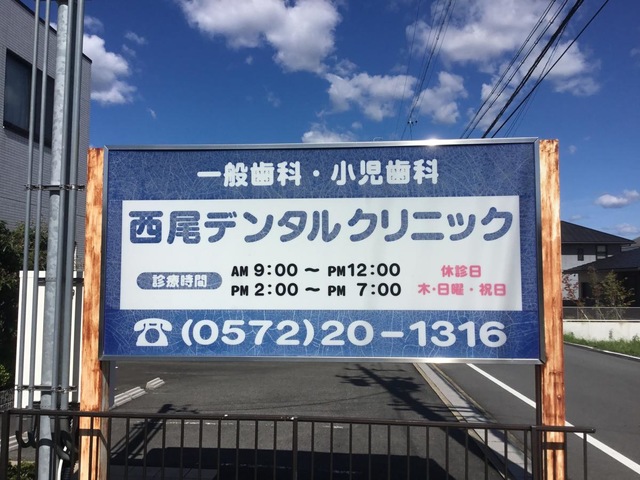 一般歯科・小児歯科
西尾デンタルクリニック
診療時間
AM 9:00 〜 PM 12:00
PM 2:00 〜 PM 7:00
休診日
木・日曜・祝日
☎(0572)20-1316